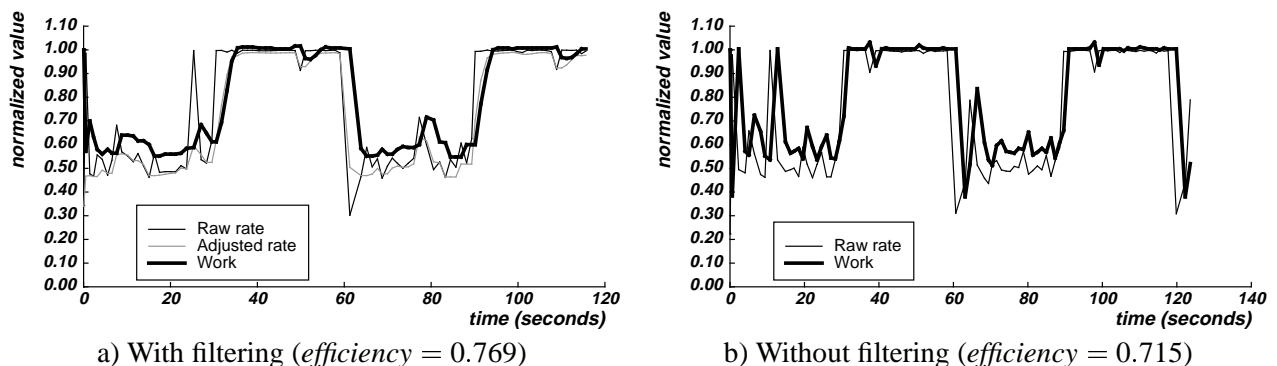 normalized value
1.10
1.00
0.90
0.80
0.70
0.60
0.50
0.40
0.30
0.20
0.10
0.00
0 20 40 60 80 100 120
time (seconds)
Raw rate
Adjusted rate
Work
a) With filtering (efficiency = 0.769)
normalized value
1.10
1.00
0.90
0.80
0.70
0.60
0.50
0.40
0.30
0.20
0.10
0.00
0 20 40 60 80 100 120 140
time (seconds)
Raw rate
Work
b) Without filtering (efficiency = 0.715)